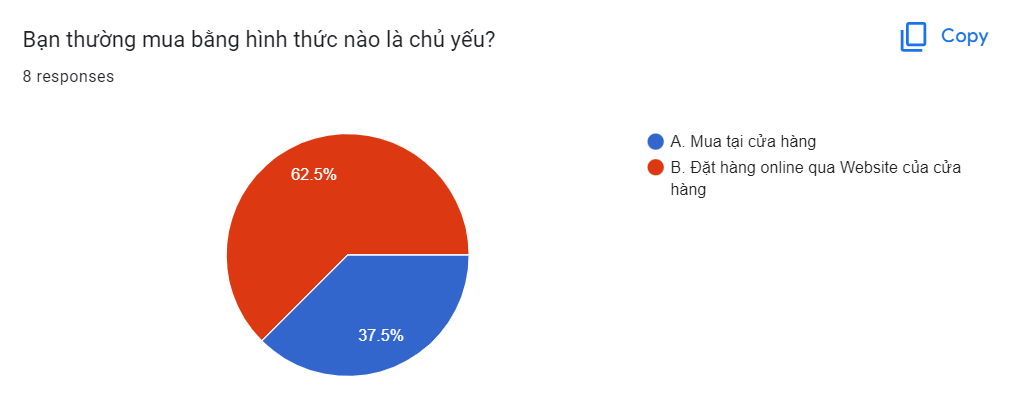 Bạn thường mua bằng hình thức nào là chủ yếu?
Copy
8 responses
62.5%
37.5%
A. Mua tại cửa hàng
B. Đặt hàng online qua Website của cửa
hàng